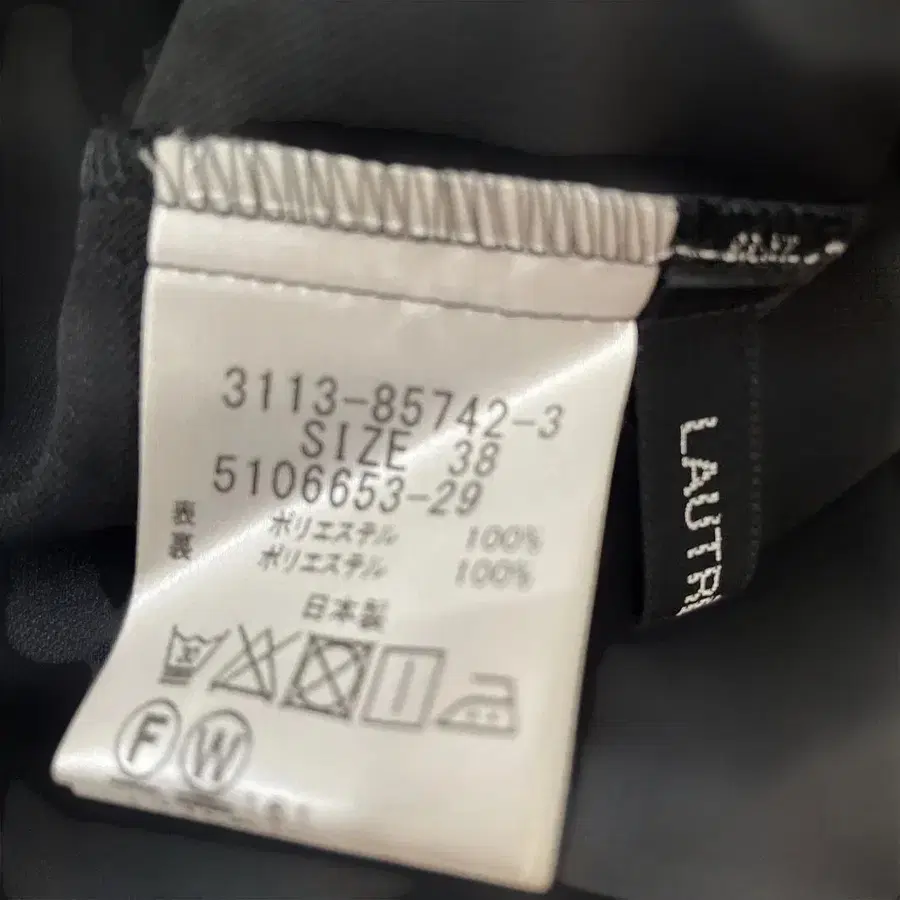 3113-85742-3
SIZE 38
5106653-29
表 ポリエステル 100%
裏 ポリエステル 100%
日本製
F W
LAUTR